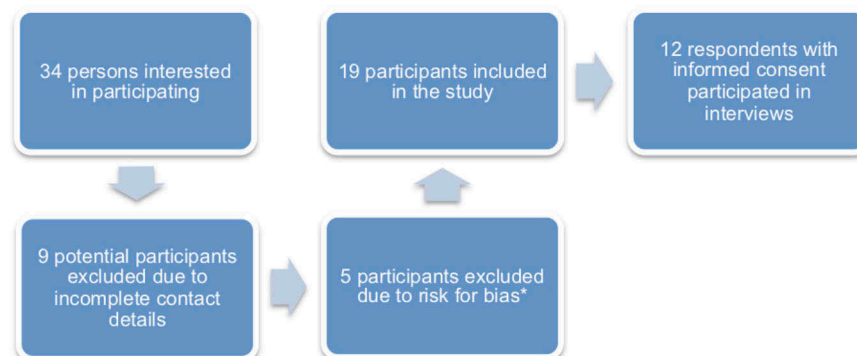 34 persons interested
in participating
9 potential participants
excluded due to
incomplete contact
details
5 participants excluded
due to risk for bias*
19 participants included
in the study
12 respondents with
informed consent
participated in
interviews